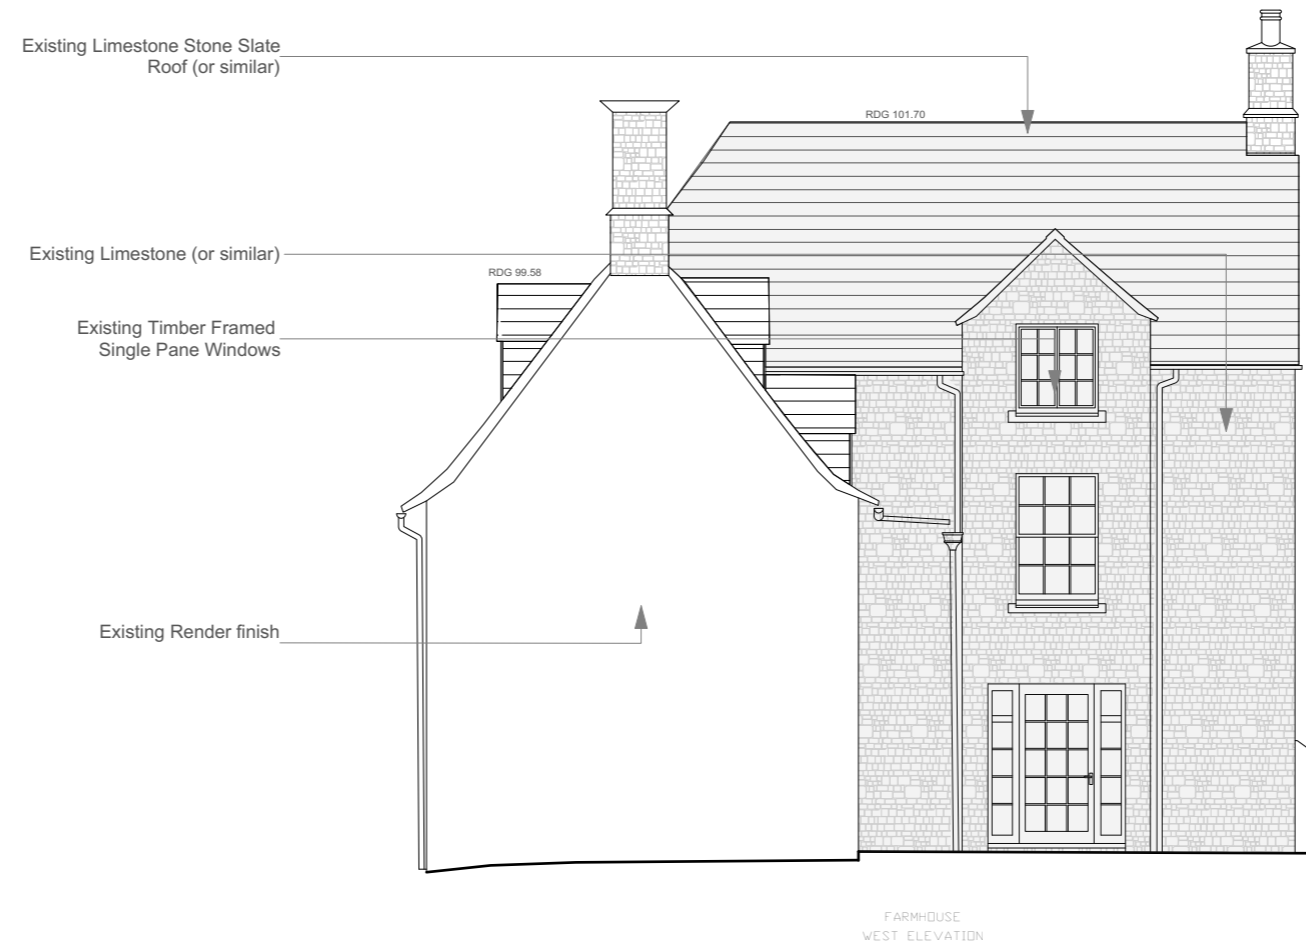 Existing Limestone Stone Slate
Roof (or similar)
RDG 101.70
Existing Limestone (or similar)
RDG 99.58
Existing Timber Framed
Single Pane Windows
Existing Render finish
FARMHOUSE
WEST ELEVATION